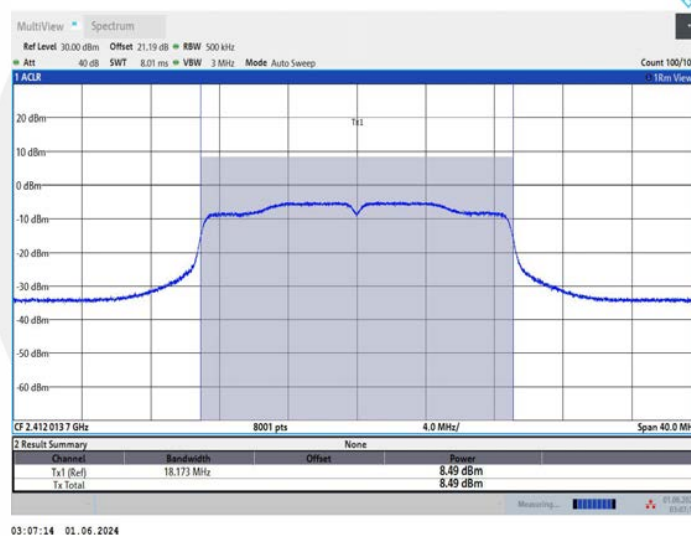 MultiView Spectrum
Ref Level 30.00 dBm Offset 21.19 dB RBW 500 kHz
Att 40 dB SWT 8.01 ms VBW 3 MHz Mode Auto Sweep Count 100/10
1 ACLR 1Rm View
Tx1
20 dBm
10 dBm
0 dBm
-10 dBm
-20 dBm
-30 dBm
-40 dBm
-50 dBm
-60 dBm
CF 2.412 013 7 GHz 8001 pts 4.0 MHz/ Span 40.0 MH
2 Result Summary None
Channel Bandwidth Offset Power
Tx1 (Ref) 18.173 MHz 8.49 dBm
Tx Total 8.49 dBm
Measuring...
03:07:14 01.06.2024